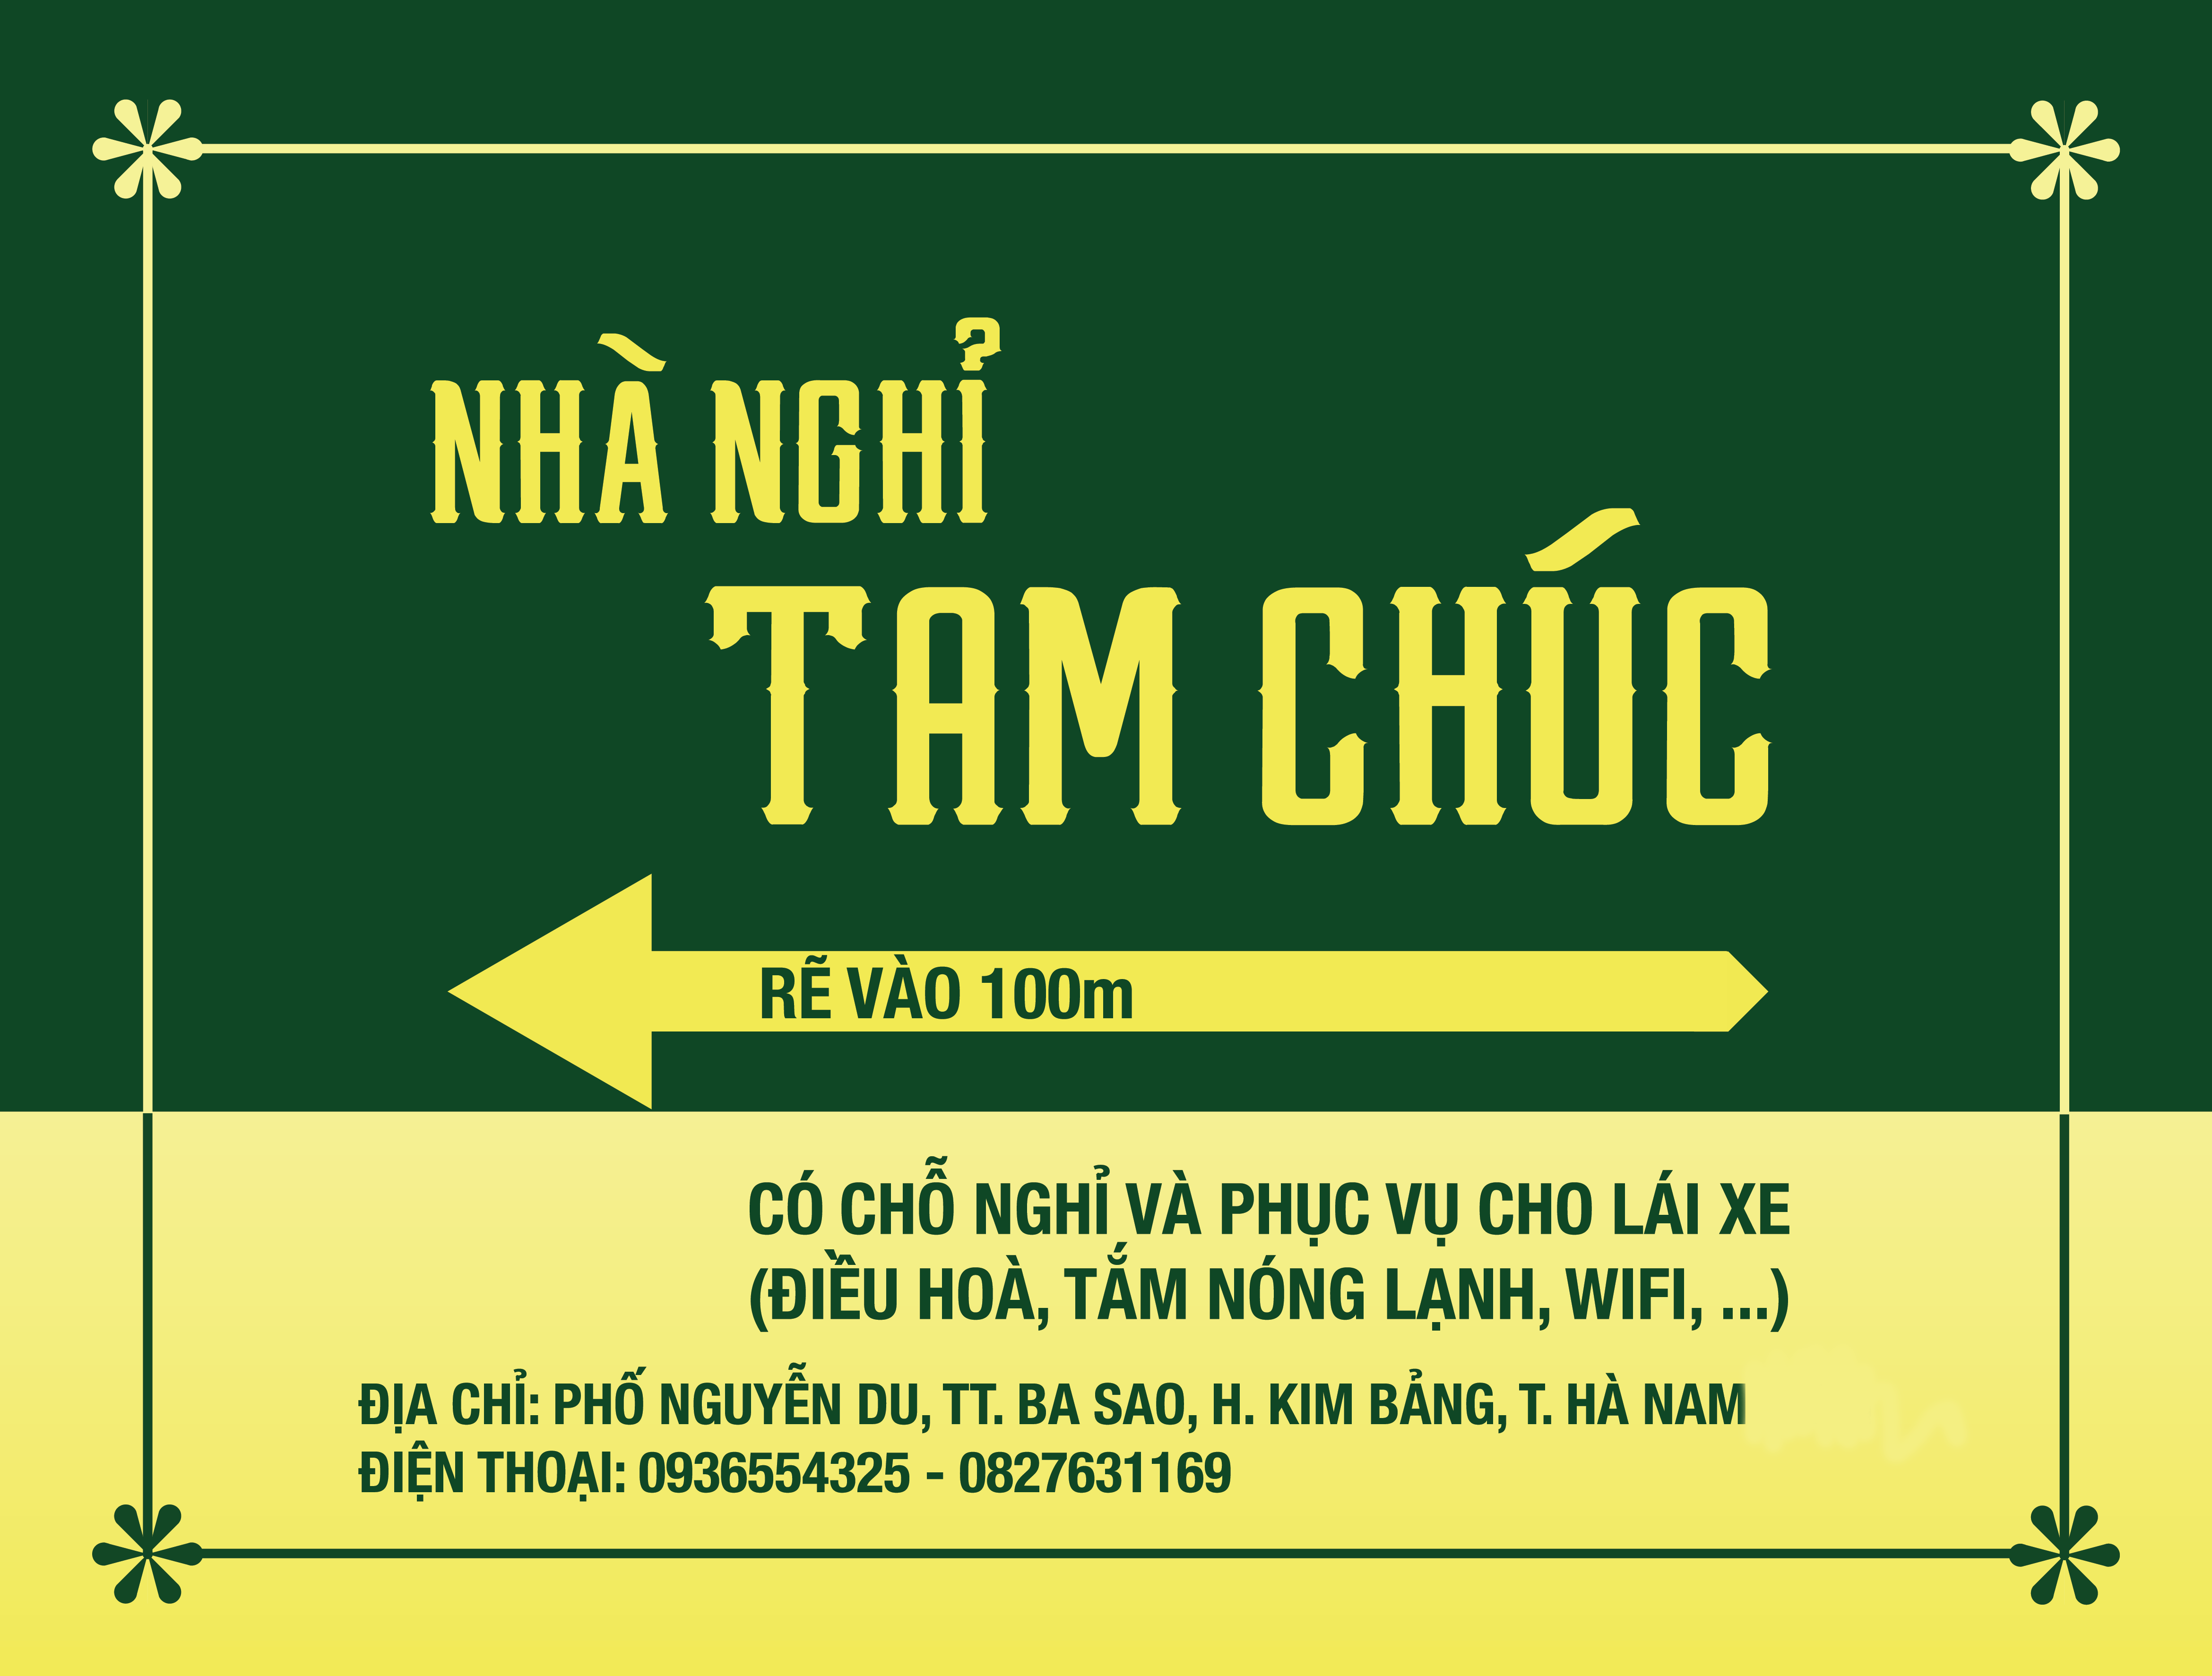 NHÀ NGHỈ
TAM CHÚC
RẼ VÀO 100m
CÓ CHỖ NGHỈ VÀ PHỤC VỤ CHO LÁI XE
(ĐIỀU HOÀ, TẮM NÓNG LẠNH, WIFI, ...)
ĐỊA CHỈ: PHỐ NGUYỄN DU, TT. BA SAO, H. KIM BẢNG, T. HÀ NAM
ĐIỆN THOẠI: 0936554325 - 0827631169